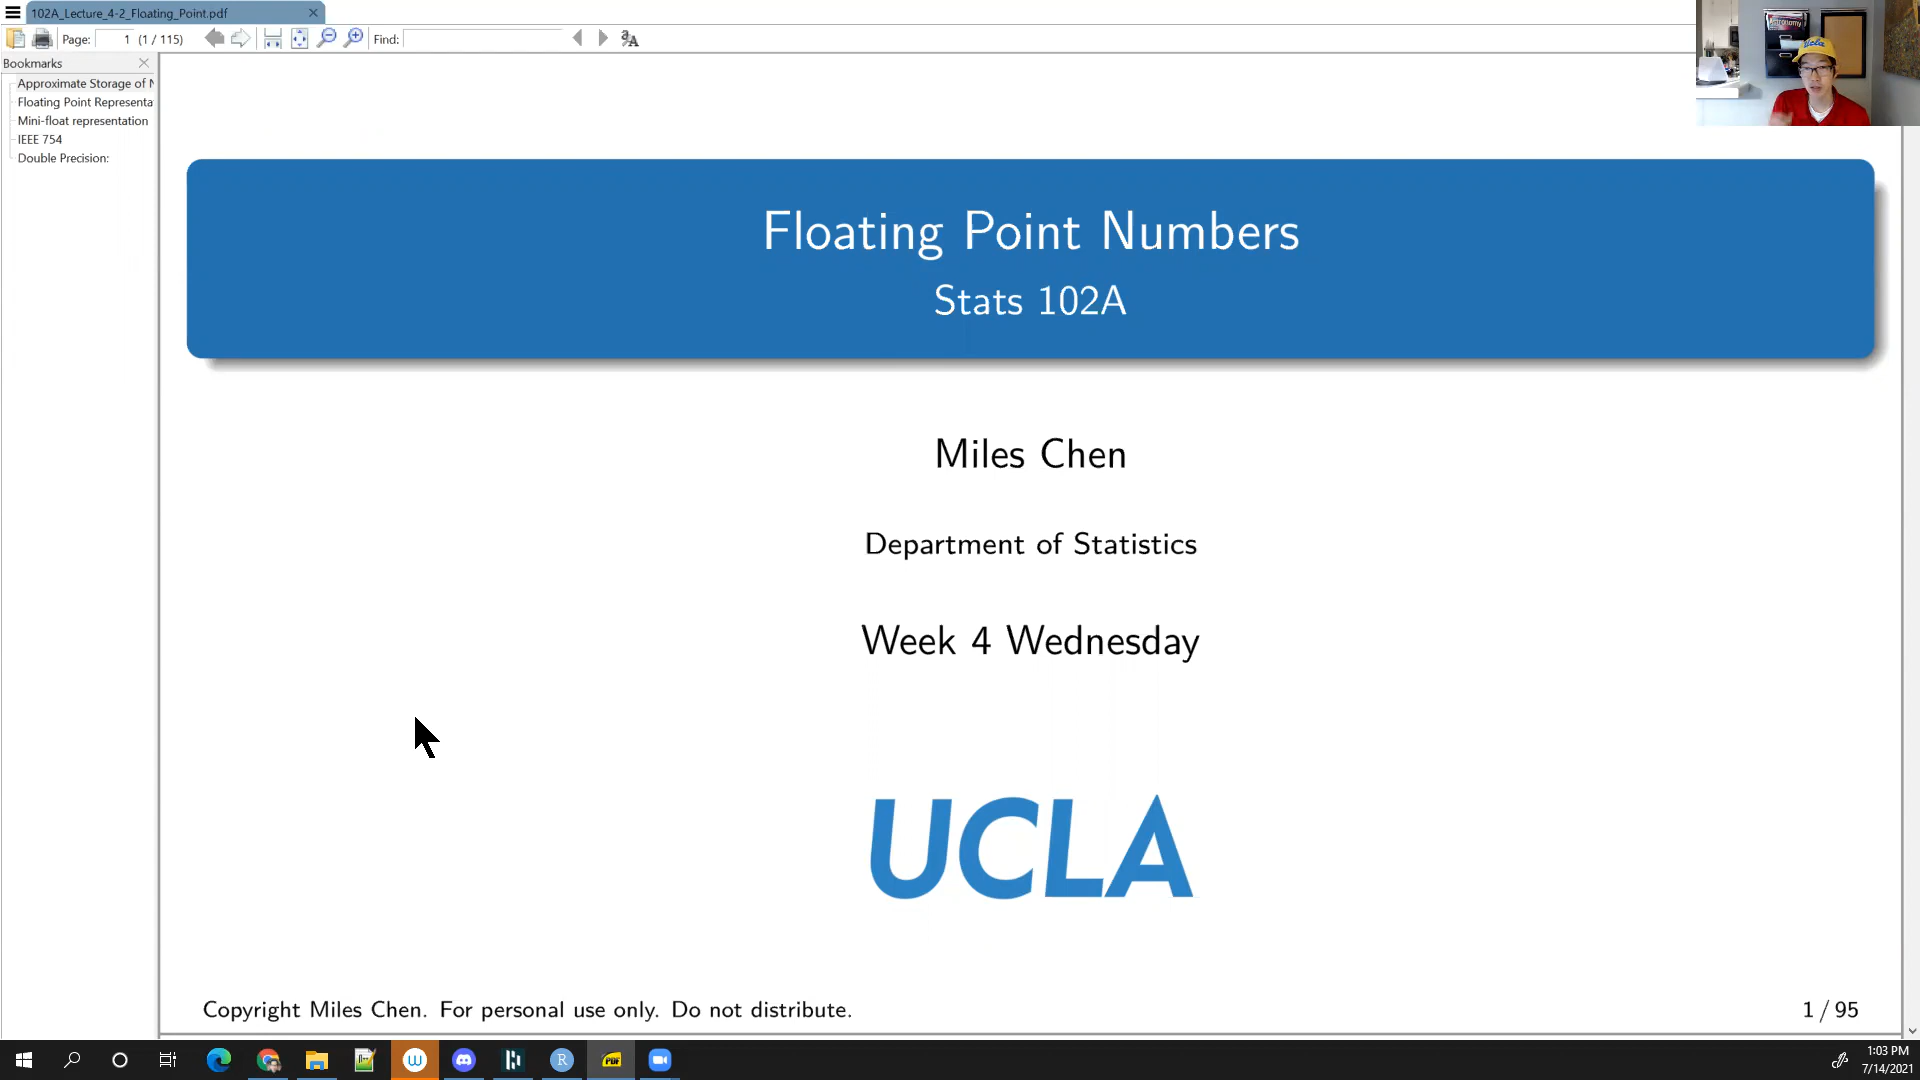 102A_Lecture_4-2_Floating_Point.pdf
Page: 1 (1 / 115) Find:
Bookmarks
Approximate Storage of N
Floating Point Representa
Mini-float representation
IEEE 754
Double Precision:
Floating Point Numbers
Stats 102A
Miles Chen
Department of Statistics
Week 4 Wednesday
UCLA
Copyright Miles Chen. For personal use only. Do not distribute.
1 / 95
Ucla
1:03 PM
7/14/2021